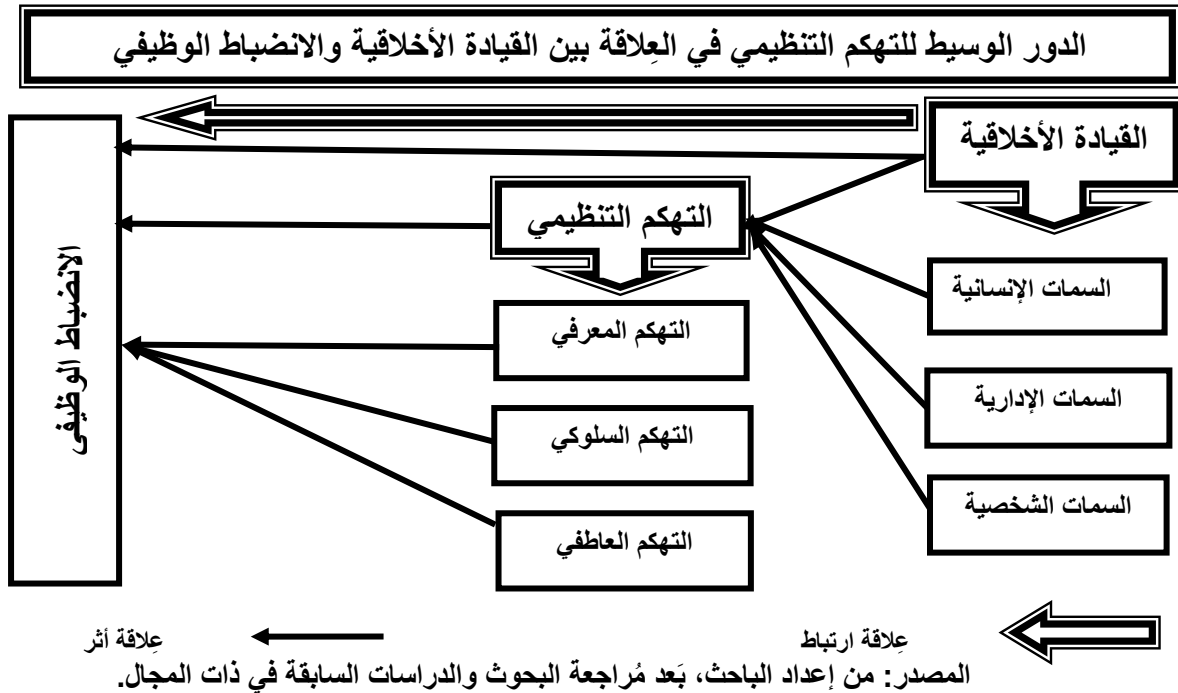 الدور الوسيط للتهكم التنظيمي في العِلاقة بين القيادة الأخلاقية والانضباط الوظيفي
القيادة الأخلاقية
التهكم التنظيمي
الانضباط الوظيفى
السمات الإنسانية
التهكم المعرفي
السمات الإدارية
التهكم السلوكي
السمات الشخصية
التهكم العاطفي
عِلاقة ارتباط
عِلاقة أثر
المصدر: من إعداد الباحث، بَعد مُراجعة البحوث والدراسات السابقة في ذات المجال.